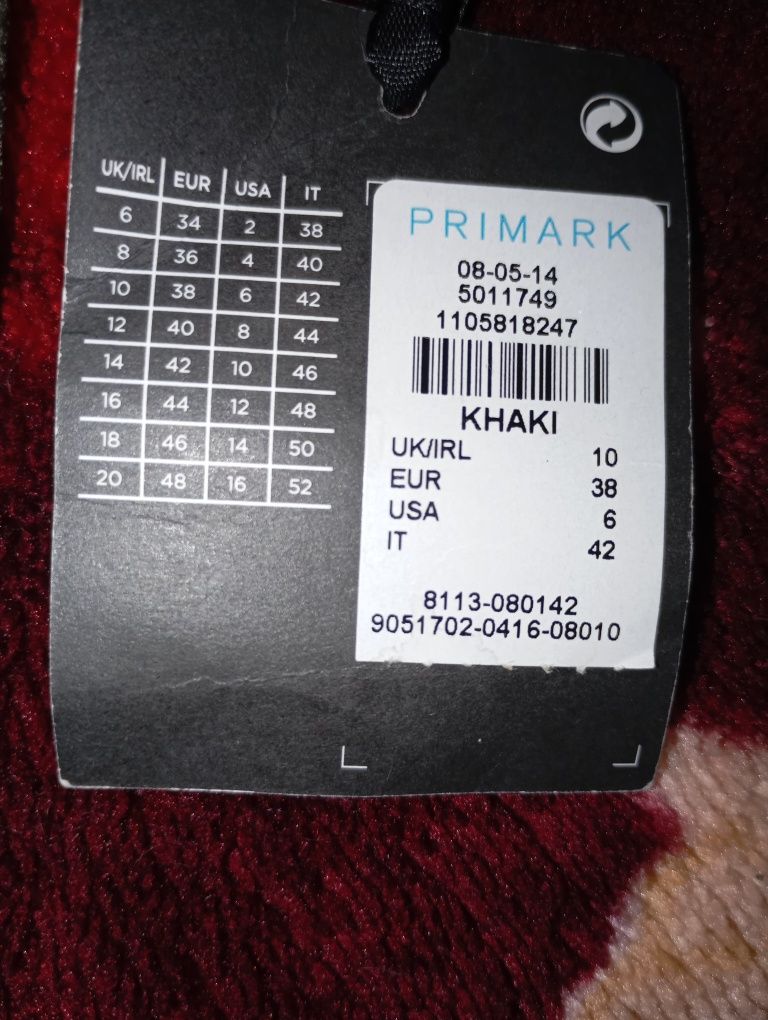 UK/IRL EUR USA IT
6 34 2 38
8 36 4 40
10 38 6 42
12 40 8 44
14 42 10 46
16 44 12 48
18 46 14 50
20 48 16 52
PRIMARK
08-05-14
5011749
1105818247
KHAKI
UK/IRL 10
EUR 38
USA 6
IT 42
8113-080142
9051702-0416-08010